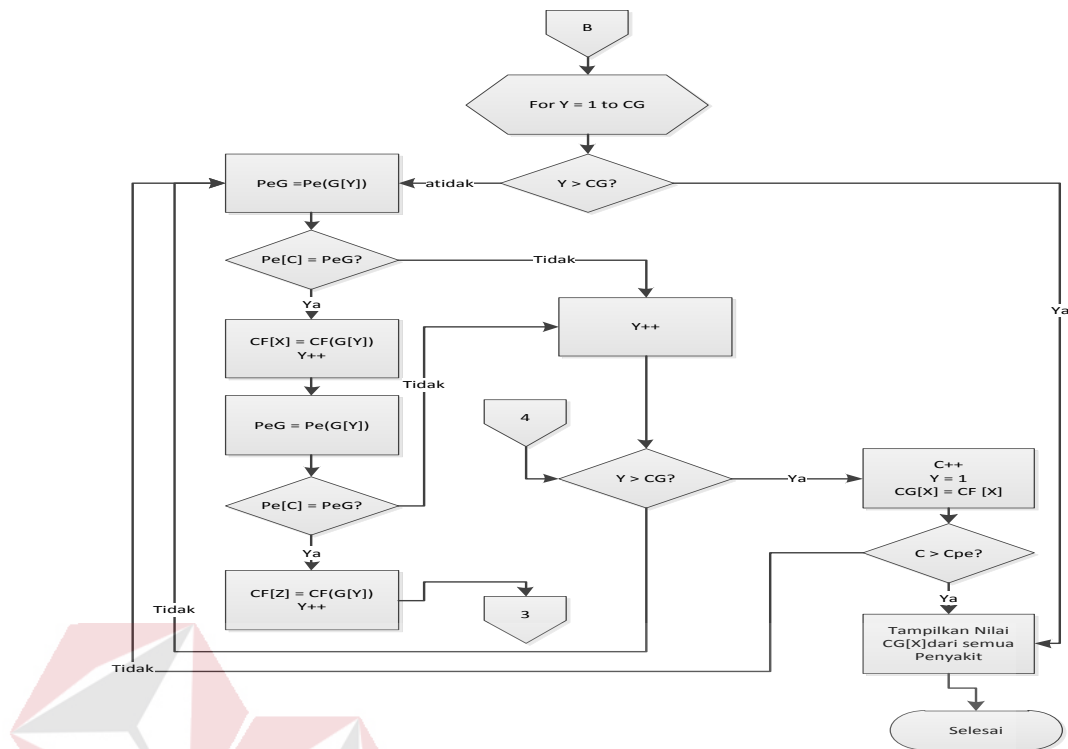 B
For Y = 1 to CG
Y > CG?
atidak
PeG =Pe(G[Y])
Ya
Pe[C] = PeG?
Tidak
Ya
Y++
CF[X] = CF(G[Y])
Y++
Tidak
PeG = Pe(G[Y])
4
Y > CG?
Ya
C++
Y = 1
CG[X] = CF [X]
Pe[C] = PeG?
Ya
C > Cpe?
Ya
CF[Z] = CF(G[Y])
Y++
3
Tidak
Tidak
Tampilkan Nilai
CG[X]dari semua
Penyakit
Selesai